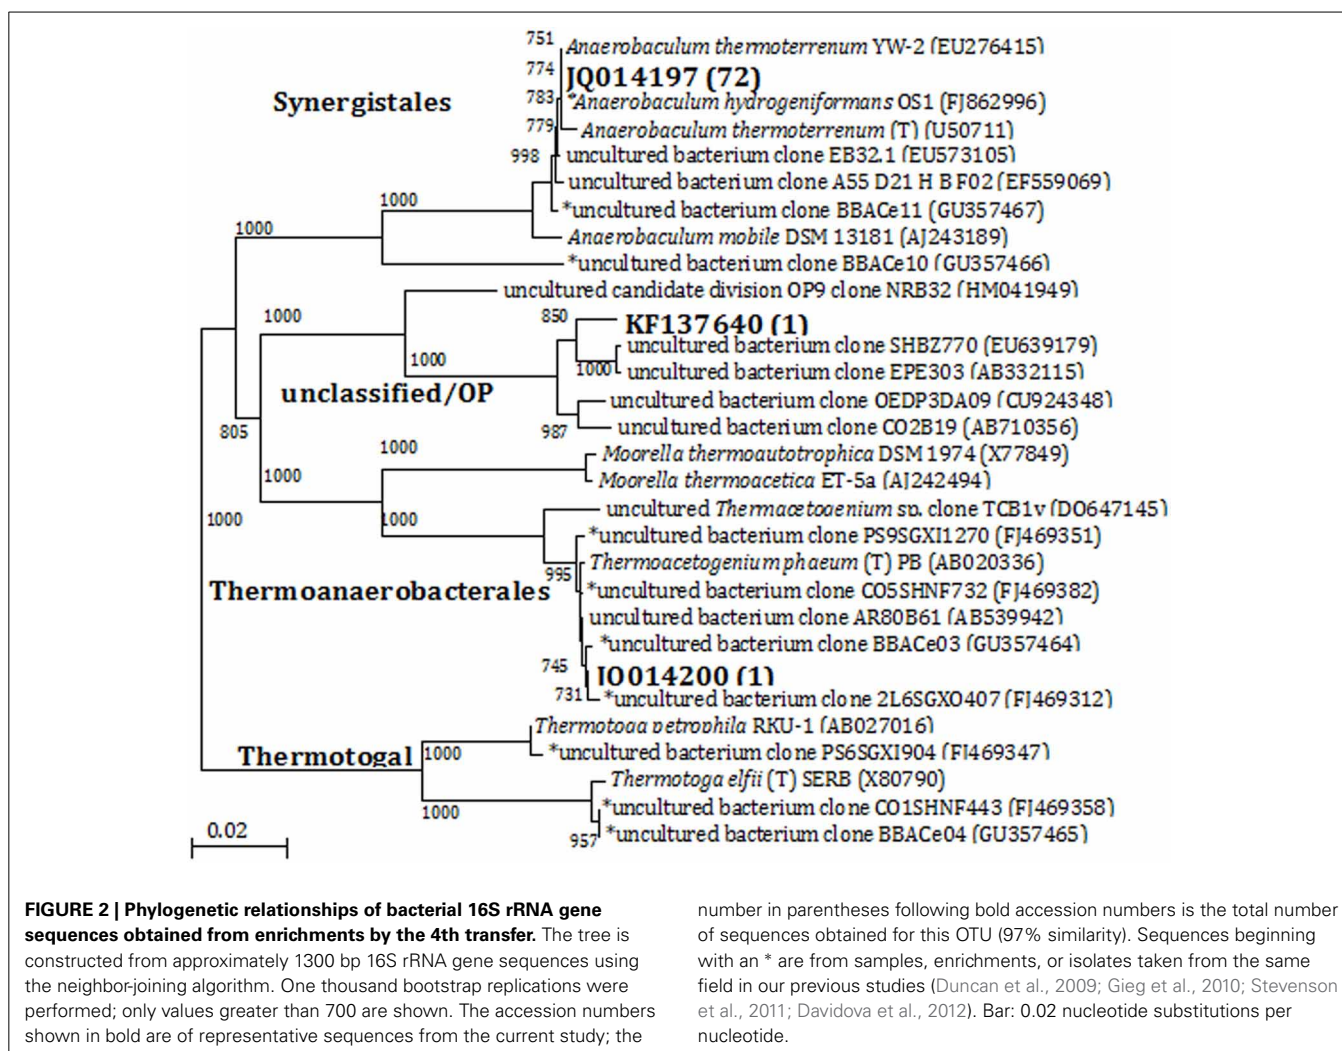 751
Anaerobaculum thermoterrenum YW-2 (EU276415)
774
JQ014197 (72)
Synergistales
783
*Anaerobaculum hydrogeniformans OS1 (FJ862996)
779
Anaerobaculum thermoterrenum (T) (U50711)
998
uncultured bacterium clone EB32.1 (EU573105)
uncultured bacterium clone A55 D21 H B F02 (EF559069)
1000
*uncultured bacterium clone BBACe11 (GU357467)
1000
Anaerobaculum mobile DSM 13181 (AJ243189)
*uncultured bacterium clone BBACe10 (GU357466)
uncultured candidate division OP9 clone NRB32 (HM041949)
1000
850
KF137640 (1)
uncultured bacterium clone SHBZ770 (EU639179)
1000
1000
uncultured bacterium clone EPE303 (AB332115)
unclassified/OP
uncultured bacterium clone OEDP3DA09 (CU924348)
805
987
uncultured bacterium clone CO2B19 (AB710356)
1000
Moorella thermoautotrophica DSM 1974 (X77849)
1000
Moorella thermoacetica ET-5a (AJ242494)
1000
1000
uncultured Thermacetogenium sp. clone TCB1y (DQ647145)
*uncultured bacterium clone PS9SGXI1270 (FJ469351)
995
Thermoacetogenium phaeum (T) PB (AB020336)
Thermoanaerobacterales
*uncultured bacterium clone CO5SHNF732 (FJ469382)
uncultured bacterium clone AR80B61 (AB539942)
*uncultured bacterium clone BBACe03 (GU357464)
745
JQ014200 (1)
731
*uncultured bacterium clone 2L6SGXO407 (FJ469312)
Thermotoga petrophila RKU-1 (AB027016)
Thermotogal
1000
*uncultured bacterium clone PS6SGXI904 (FJ469347)
Thermotoga elfii (T) SERB (X80790)
1000
*uncultured bacterium clone CO1SHNF443 (FJ469358)
0.02
957
*uncultured bacterium clone BBACe04 (GU357465)
FIGURE 2 | Phylogenetic relationships of bacterial 16S rRNA gene
sequences obtained from enrichments by the 4th transfer. The tree is
constructed from approximately 1300 bp 16S rRNA gene sequences using
the neighbor-joining algorithm. One thousand bootstrap replications were
performed; only values greater than 700 are shown. The accession numbers
shown in bold are of representative sequences from the current study; the
number in parentheses following bold accession numbers is the total number
of sequences obtained for this OTU (97% similarity). Sequences beginning
with an * are from samples, enrichments, or isolates taken from the same
field in our previous studies (Duncan et al., 2009; Gieg et al., 2010; Stevenson
et al., 2011; Davidova et al., 2012). Bar: 0.02 nucleotide substitutions per
nucleotide.